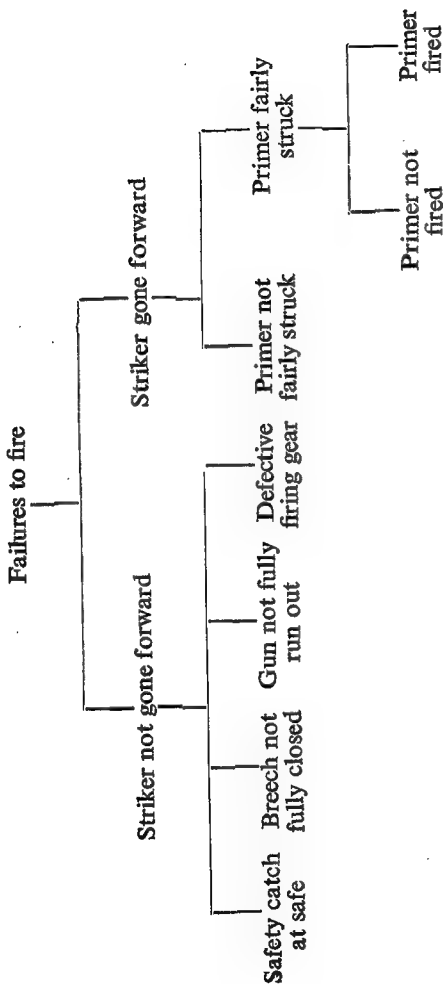 Failures to fire
Striker not gone forward
Striker gone forward
Safety catch
at safe
Breech not
fully closed
Gun not fully
run out
Defective
firing gear
Primer not
fairly struck
Primer fairly
struck
Primer not
fired
Primer
fired